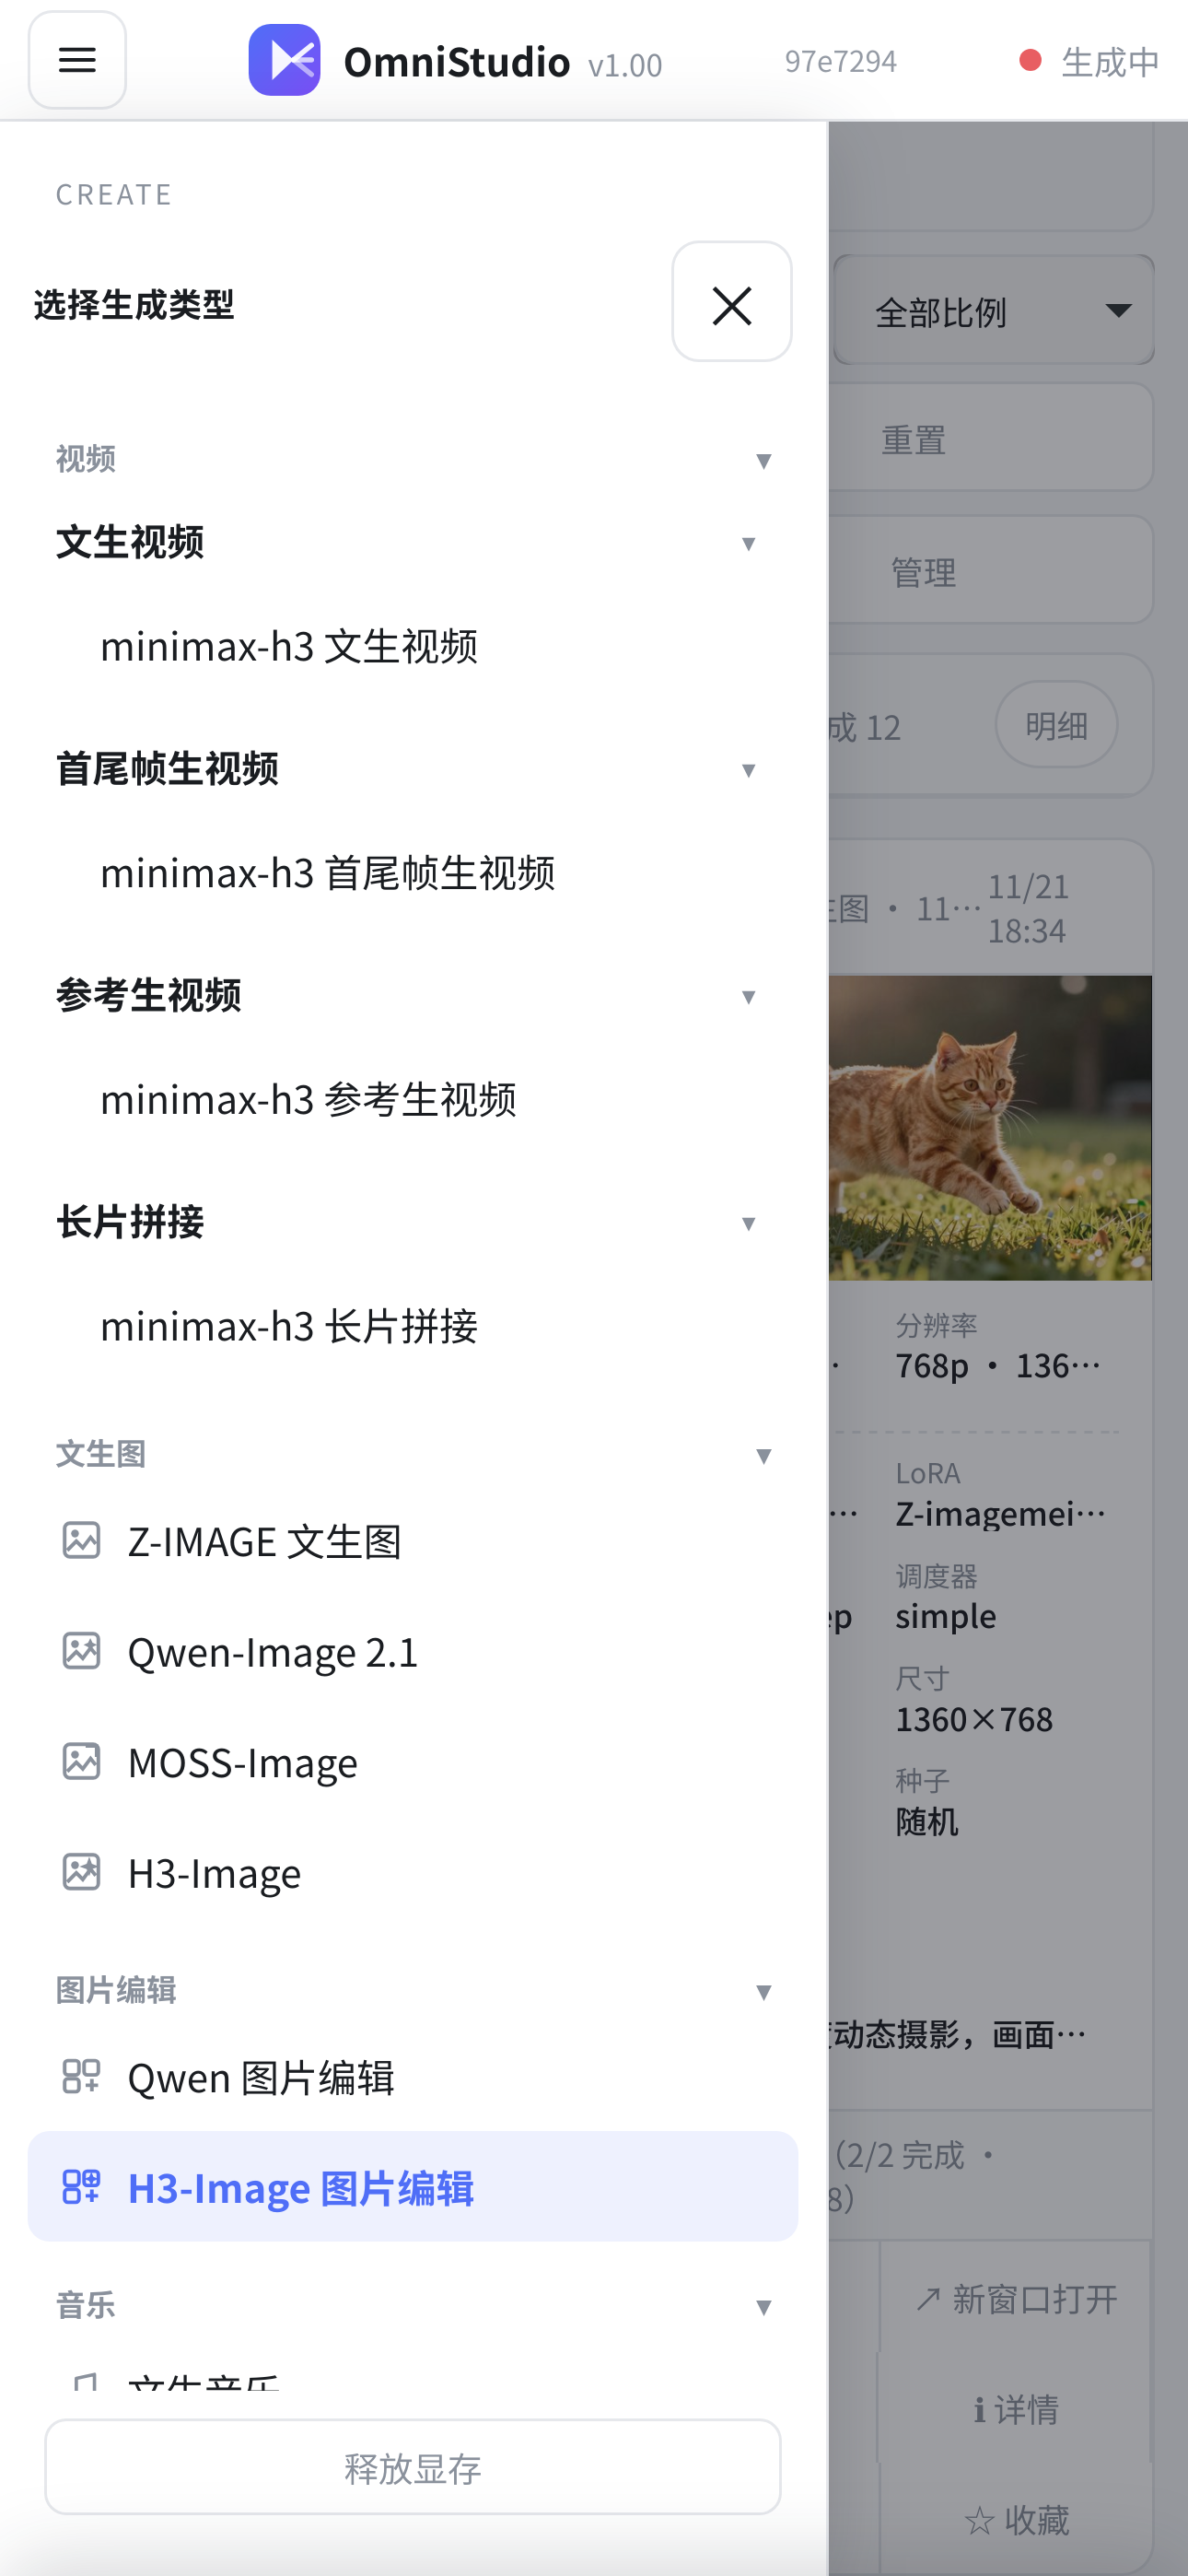 OmniStudio v1.00 97e7294 生成中
CREATE
选择生成类型
视频
文生视频
minimax-h3 文生视频
首尾帧生视频
minimax-h3 首尾帧生视频
参考生视频
minimax-h3 参考生视频
长片拼接
minimax-h3 长片拼接
文生图
Z-IMAGE 文生图
Qwen-Image 2.1
MOSS-Image
H3-Image
图片编辑
Qwen 图片编辑
H3-Image 图片编辑
音乐
文生音乐
释放显存
全部比例
重置
管理
成 12 明细
图 · 11… 11/21
18:34
分辨率
768p · 136…
LoRA
Z-imagemei…
调度器
ep simple
尺寸
1360×768
种子
随机
动态摄影，画面…
（2/2 完成 ·
8）
↗ 新窗口打开
ℹ 详情
☆ 收藏